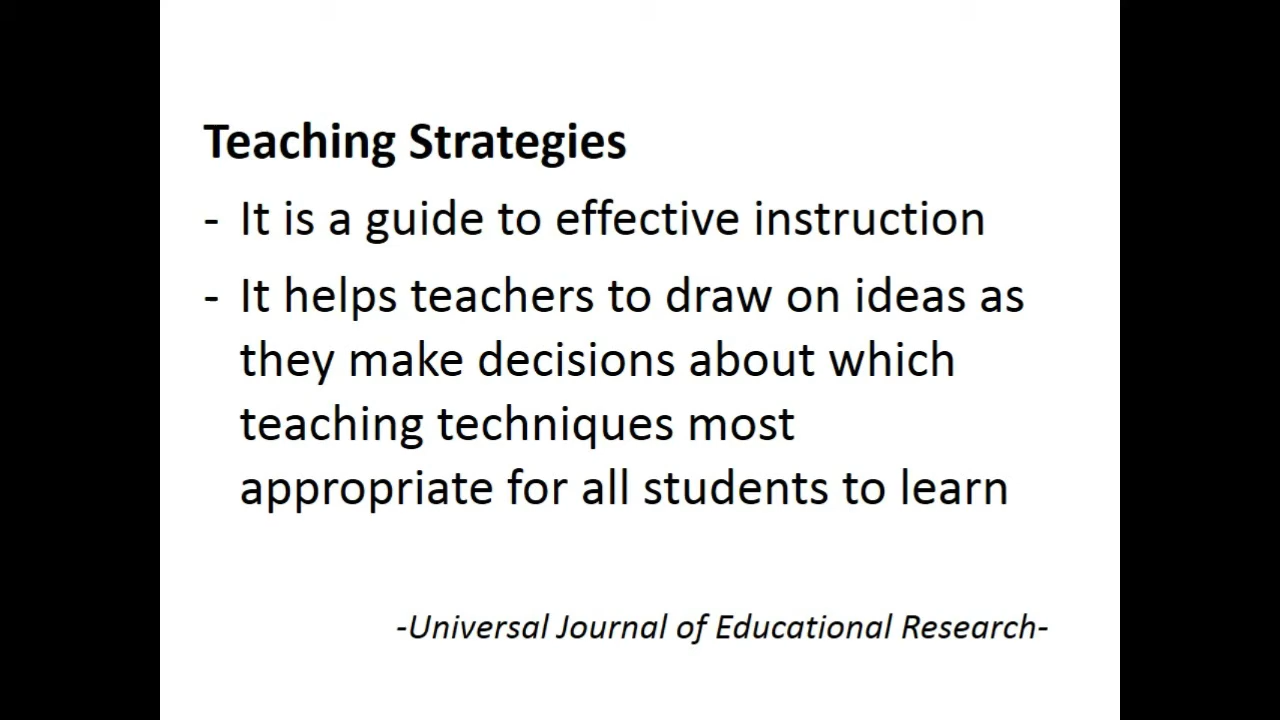 Teaching Strategies
- It is a guide to effective instruction
- It helps teachers to draw on ideas as
they make decisions about which
teaching techniques most
appropriate for all students to learn
-Universal Journal of Educational Research-